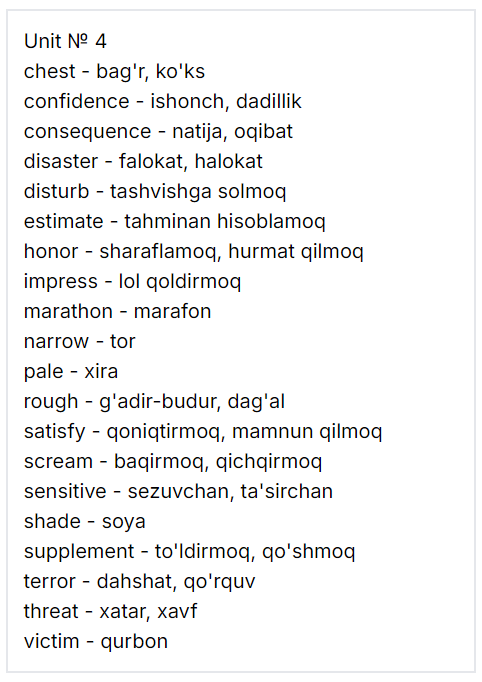 Unit № 4
chest - bag'r, ko'ks
confidence - ishonch, dadillik
consequence - natija, oqibat
disaster - falokat, halokat
disturb - tashvishga solmoq
estimate - tahminan hisoblamoq
honor - sharaflamoq, hurmat qilmoq
impress - lol qoldirmoq
marathon - marafon
narrow - tor
pale - xira
rough - g'adir-budur, dag'al
satisfy - qoniqtirmoq, mamnun qilmoq
scream - baqirmoq, qichqirmoq
sensitive - sezuvchan, ta'sirchan
shade - soya
supplement - to'ldirmoq, qo'shmoq
terror - dahshat, qo'rquv
threat - xatar, xavf
victim - qurbon